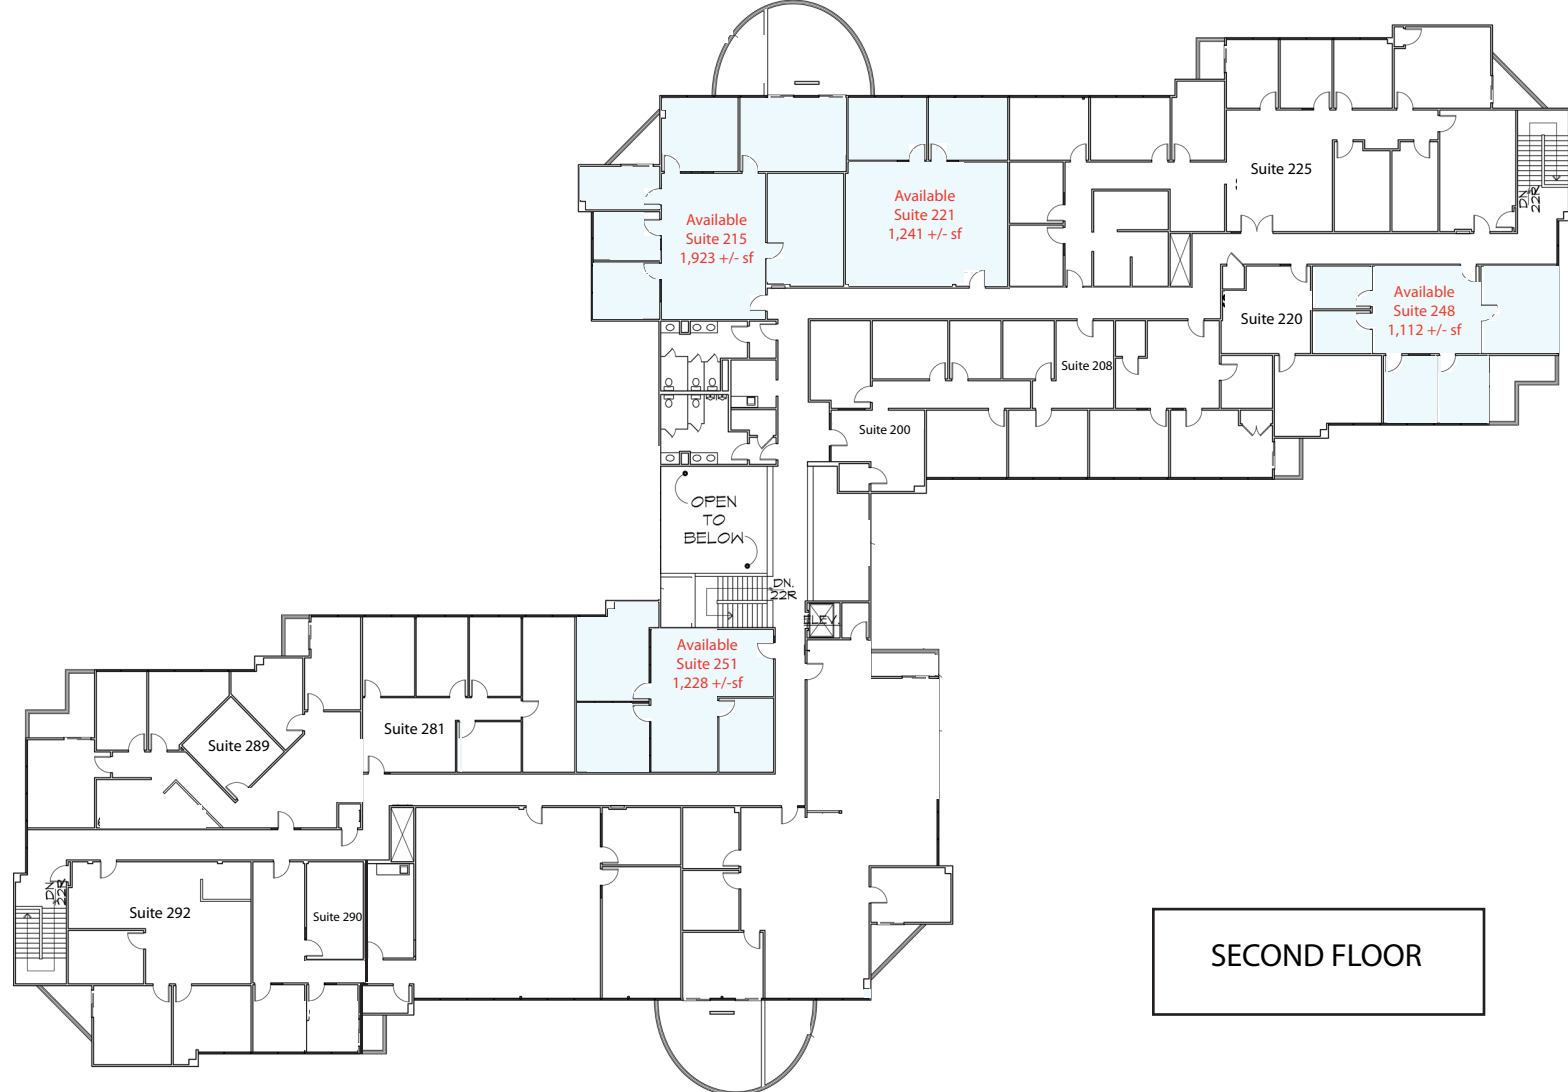 Suite 225
DN.
22R
Available
Suite 215
1,923 +/- sf
Available
Suite 221
1,241 +/- sf
Suite 220
Available
Suite 248
1,112 +/- sf
Suite 208
Suite 200
OPEN
TO
BELOW
DN.
22R
ELEV
Available
Suite 251
1,228 +/-sf
Suite 281
Suite 289
DN.
22R
Suite 292
Suite 290
SECOND FLOOR